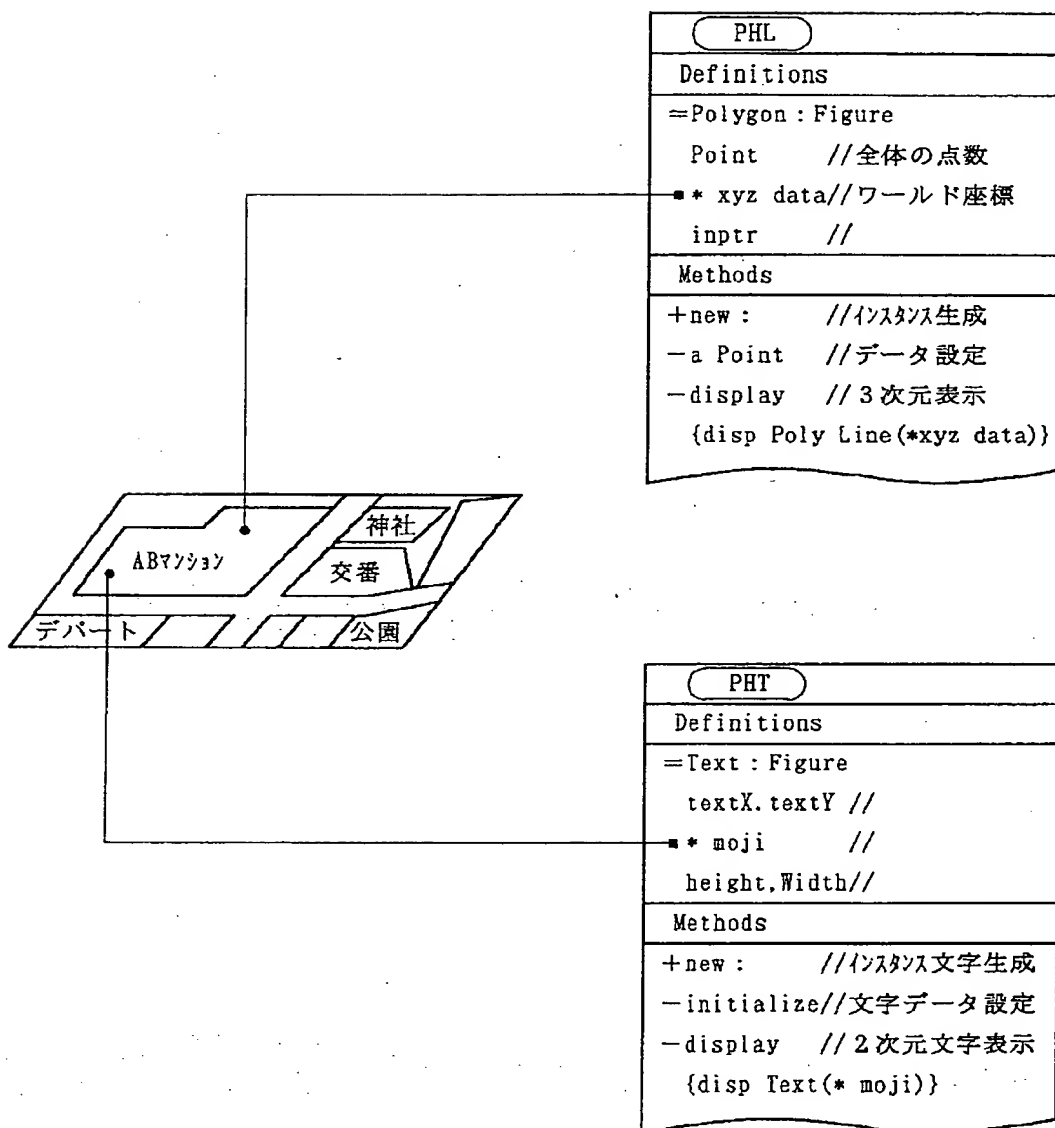 PHL
Definitions
=Polygon : Figure
Point //全体の点数
* xyz data//ワールド座標
inptr //
Methods
+new : //ｲﾝｽﾀﾝｽ生成
-a Point //データ設定
-display //3次元表示
{disp Poly Line(*xyz data)}
神社
ABﾏﾝｼｮﾝ
交番
デパート
公園
PHT
Definitions
=Text : Figure
textX.textY //
* moji //
height,Width//
Methods
+new : //ｲﾝｽﾀﾝｽ文字生成
-initialize//文字データ設定
-display //2次元文字表示
{disp Text(* moji)}